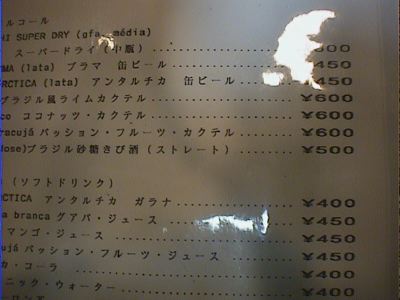 ルコール
HI SUPER DRY (gfa. média)
スーパードライ (中瓶) 500
MA (lata) ブラマ 缶ビール 450
RCTICA (lata) アンタルチカ 缶ビール ¥450
ブラジル風ライムカクテル ¥600
co ココナッツ・カクテル ¥600
racujá パッション・フルーツ・カクテル ¥600
dose)ブラジル砂糖きび酒 (ストレート) ¥500
(ソフトドリンク)
RCTICA アンタルチカ ガラナ ¥400
a branca グアバ・ジュース ¥450
マンゴ・ジュース ¥450
ujá パッション・フルーツ・ジュース ¥450
カ・コーラ ¥400
ニック・ウォーター ¥400